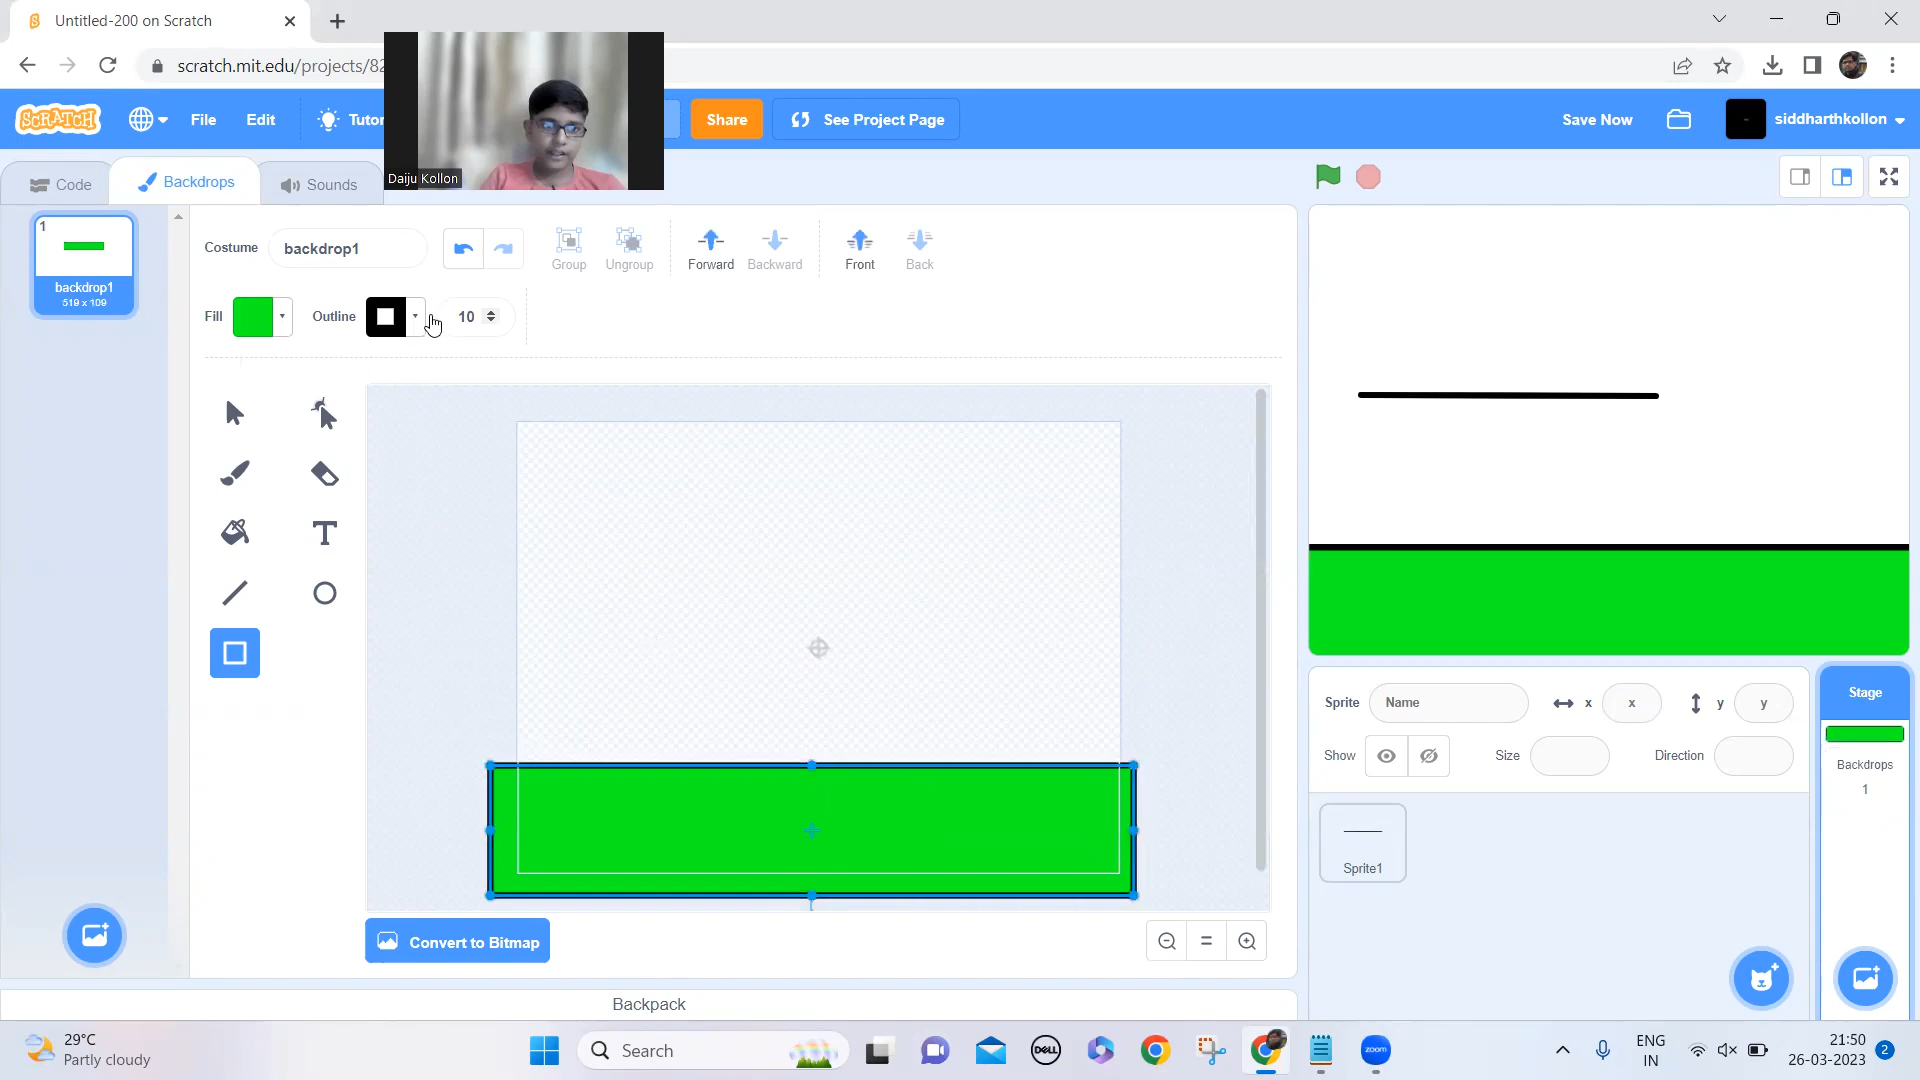 Untitled-200 on Scratch
scratch.mit.edu/projects/82
SCRATCH
File
Edit
Tutor
Share
See Project Page
Save Now
siddharthkollon
Daiju Kollon
Code
Backdrops
Sounds
1
backdrop1
519 x 109
Costume
backdrop1
Group
Ungroup
Forward
Backward
Front
Back
Fill
Outline
10
T
Convert to Bitmap
Backpack
Sprite
Name
x
x
y
y
Show
Size
Direction
Sprite1
Stage
Backdrops
1
29°C
Partly cloudy
Search
DELL
zoom
ENG
IN
21:50
26-03-2023
2